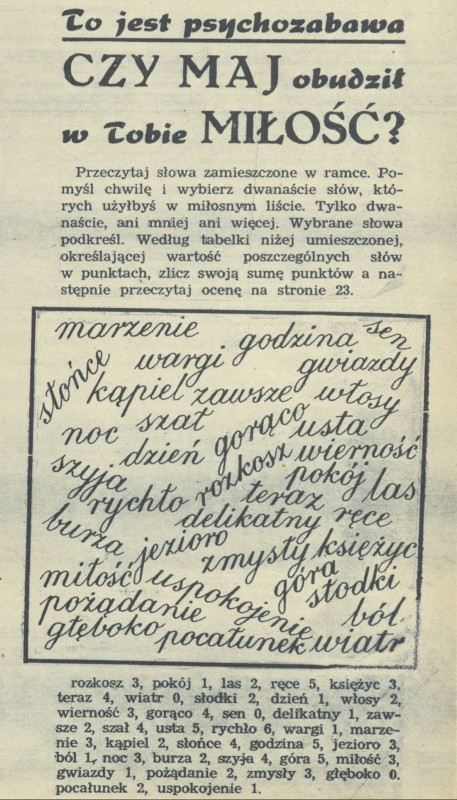 To jest psychozabawa
CZY MAJ obudził
w Tobie MIŁOŚĆ?
Przeczytaj słowa zamieszczone w ramce. Po-
myśl chwilę i wybierz dwanaście słów, któ-
rych użyłbyś w miłosnym liście. Tylko dwa-
naście, ani mniej ani więcej. Wybrane słowa
podkreśl. Według tabelki niżej umieszczonej,
określającej wartość poszczególnych słów
w punktach, zlicz swoją sumę punktów a na-
stępnie przeczytaj ocenę na stronie 23.
marzenie godzina sen
słońce wargi gwiazdy
kąpiel zawsze włosy
noc szał gorąco usta
dzień rozkosz wierność
szyja rychło teraz pokój las
burza delikatny ręce
jezioro zmysły księżyc
miłość uspokojenie góra słodki
pożądanie ból
głęboko pocałunek wiatr
rozkosz 3, pokój 1, las 2, ręce 5, księżyc 3,
teraz 4, wiatr 0, słodki 2, dzień 1, włosy 2,
wierność 3, gorąco 4, sen 0, delikatny 1, zaw-
sze 2, szał 4, usta 5, rychło 6, wargi 1, marze-
nie 3, kąpiel 2, słońce 4, godzina 5, jezioro 3,
ból 1, noc 3, burza 2, szyja 4, góra 5, miłość 3,
gwiazdy 1, pożądanie 2, zmysły 3, głęboko 0.
pocałunek 2, uspokojenie 1.